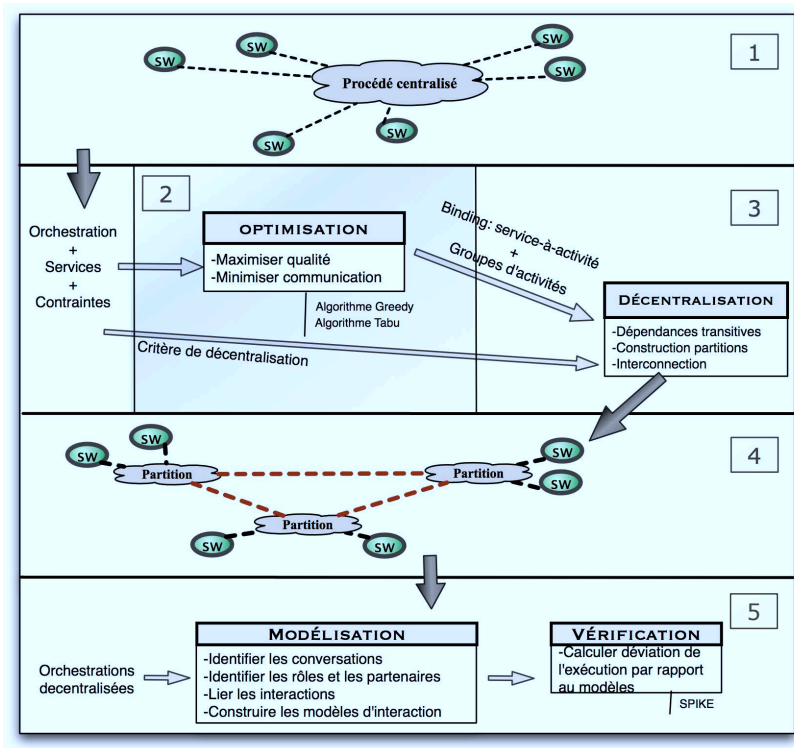 SW
SW
SW
SW
Procédé centralisé
SW
SW
1
2
3
Orchestration
+
Services
+
Contraintes
OPTIMISATION
-Maximiser qualité
-Minimiser communication
Algorithme Greedy
Algorithme Tabu
Binding: service-à-activité
+
Groupes d'activités
Critère de décentralisation
DÉCENTRALISATION
-Dépendances transitives
-Construction partitions
-Interconnection
4
SW
SW
SW
SW
Partition
Partition
Partition
SW
SW
5
Orchestrations
decentralisées
MODÉLISATION
-Identifier les conversations
-Identifier les rôles et les partenaires
-Lier les interactions
-Construire les modèles d'interaction
VÉRIFICATION
-Calculer déviation de
l'exécution par rapport
au modèles
SPIKE